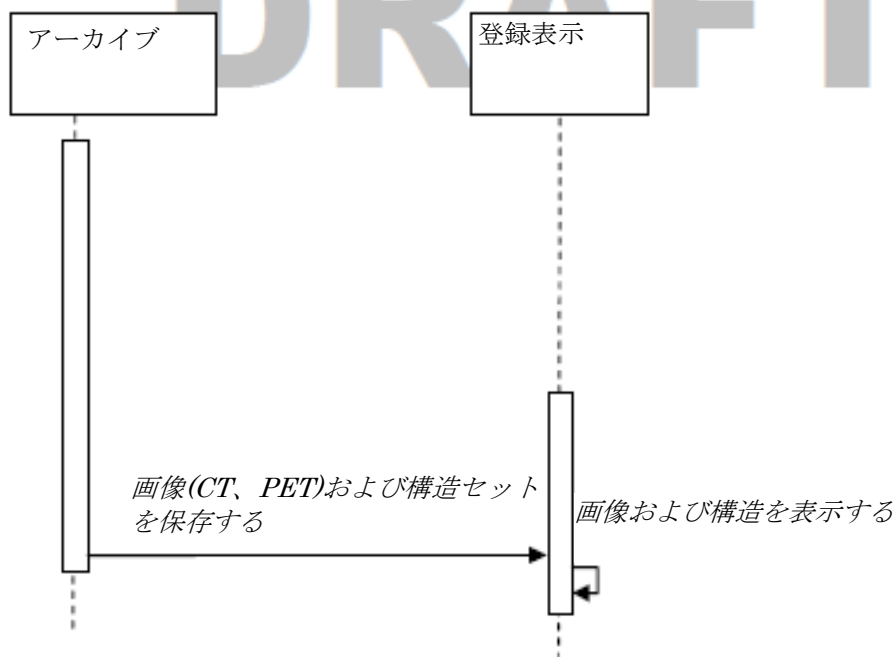 DRAFT
アーカイブ
登録表示
画像(CT、PET)および構造セット
を保存する
画像および構造を表示する